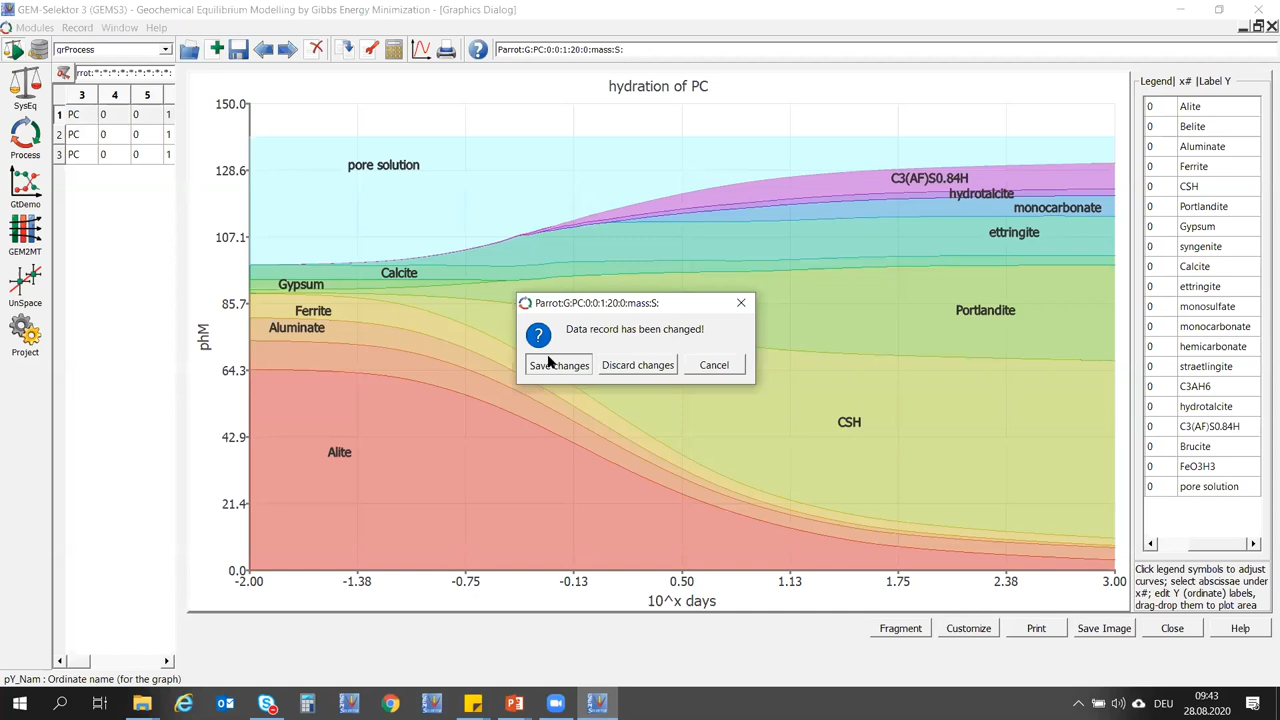 GEM-Selektor 3 (GEMS3) - Geochemical Equilibrium Modelling by Gibbs Energy Minimization - [Graphics Dialog]
Modules Record Window Help
qrProcess
Parrot:G:PC:0:0:1:20:0:mass:S:
rrot:*:*:*:*:*:*:*:*:
3 4 5
1 PC 0 0 1
2 PC 0 0 1
3 PC 0 0 1
SysEq
Process
GtDemo
GEM2MT
UnSpace
Project
hydration of PC
150.0
128.6
107.1
85.7
64.3
42.9
21.4
0.0
phM
pore solution
C3(AF)S0.84H
hydrotalcite
monocarbonate
ettringite
Calcite
Gypsum
Ferrite
Aluminate
Portlandite
CSH
Alite
-2.00 -1.38 -0.75 -0.13 0.50 1.13 1.75 2.38 3.00
10^x days
Parrot:G:PC:0:0:1:20:0:mass:S:
Data record has been changed!
Save changes Discard changes Cancel
Legend| x# |Label Y
0 Alite
0 Belite
0 Aluminate
0 Ferrite
0 CSH
0 Portlandite
0 Gypsum
0 syngenite
0 Calcite
0 ettringite
0 monosulfate
0 monocarbonate
0 hemicarbonate
0 straetlingite
0 C3AH6
0 hydrotalcite
0 C3(AF)S0.84H
0 Brucite
0 FeO3H3
0 pore solution
Click legend symbols to adjust
curves; select abscissae under
x#; edit Y (ordinate) labels,
drag-drop them to plot area
Fragment Customize Print Save Image Close Help
pY_Nam : Ordinate name (for the graph)
DEU
09:43
28.08.2020